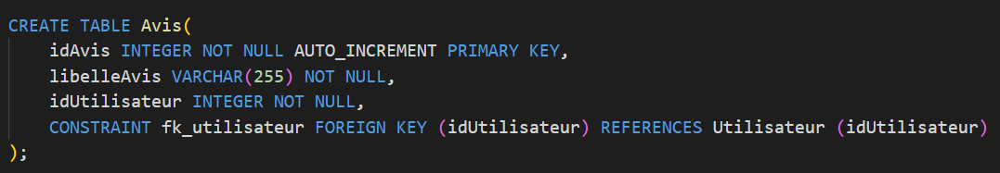 CREATE TABLE Avis(
    idAvis INTEGER NOT NULL AUTO_INCREMENT PRIMARY KEY,
    libelleAvis VARCHAR(255) NOT NULL,
    idUtilisateur INTEGER NOT NULL,
    CONSTRAINT fk_utilisateur FOREIGN KEY (idUtilisateur) REFERENCES Utilisateur (idUtilisateur)
);